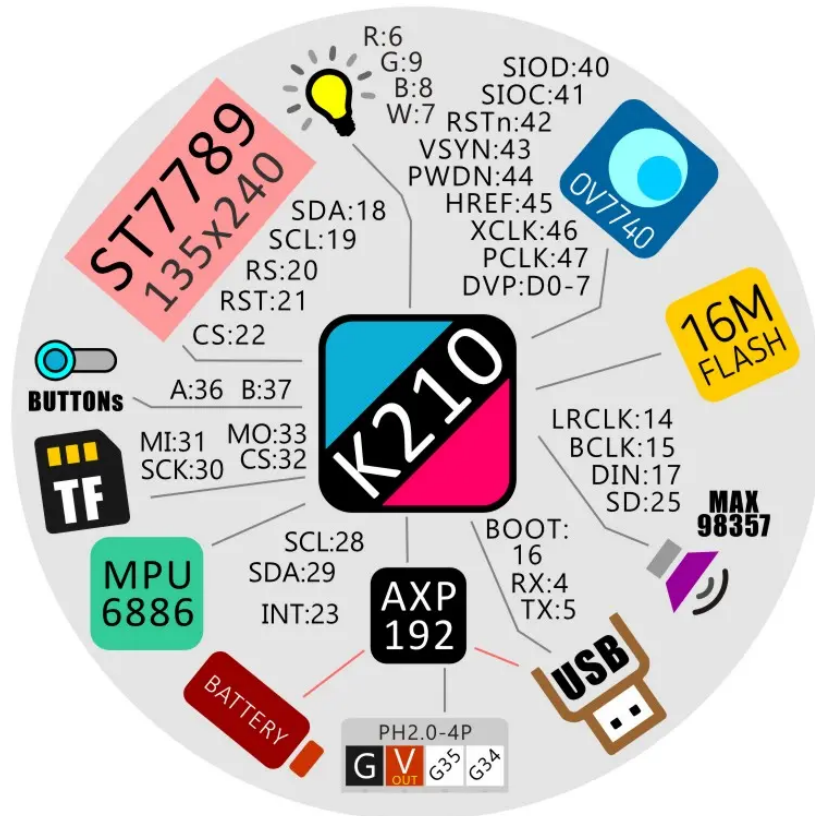 R:6
G:9
B:8
W:7
SIOD:40
SIOC:41
RSTn:42
VSYN:43
PWDN:44
HREF:45
XCLK:46
PCLK:47
DVP:D0-7
OV7740
ST7789
135x240
SDA:18
SCL:19
RS:20
RST:21
CS:22
16M
FLASH
K210
BUTTONs
A:36 B:37
LRCLK:14
BCLK:15
DIN:17
SD:25
MAX
98357
TF
MI:31 MO:33
SCK:30 CS:32
MPU
6886
SCL:28
SDA:29
INT:23
AXP
192
BOOT:
16
RX:4
TX:5
USB
BATTERY
PH2.0-4P
G V OUT G35 G34